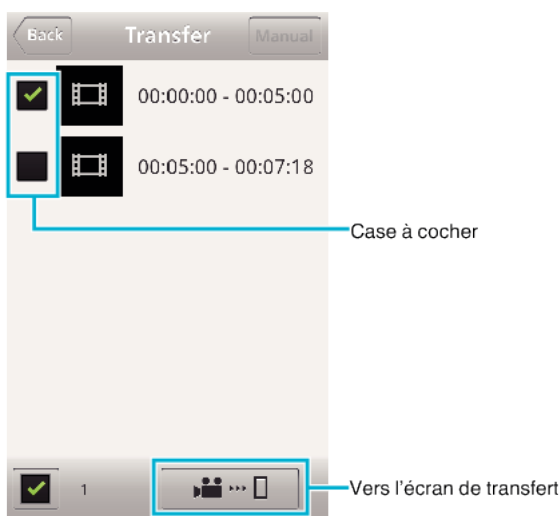 Back Transfer Manual
00:00:00 - 00:05:00
00:05:00 - 00:07:18
Case à cocher
1
Vers l'écran de transfert